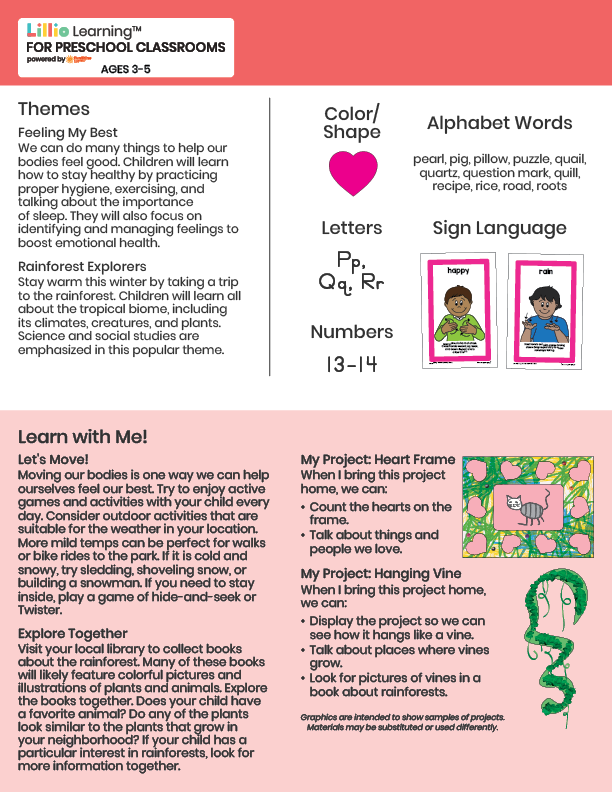 Lillio Learning™
FOR PRESCHOOL CLASSROOMS
powered by
AGES 3-5
Themes
Feeling My Best
We can do many things to help our
bodies feel good. Children will learn
how to stay healthy by practicing
proper hygiene, exercising, and
talking about the importance
of sleep. They will also focus on
identifying and managing feelings to
boost emotional health.
Rainforest Explorers
Stay warm this winter by taking a trip
to the rainforest. Children will learn all
about the tropical biome, including
its climates, creatures, and plants.
Science and social studies are
emphasized in this popular theme.
Color/
Shape
Letters
Pp,
Qq, Rr
Numbers
13-14
Alphabet Words
pearl, pig, pillow, puzzle, quail,
quartz, question mark, quill,
recipe, rice, road, roots
Sign Language
happy
rain
Learn with Me!
Let's Move!
Moving our bodies is one way we can help
ourselves feel our best. Try to enjoy active
games and activities with your child every
day. Consider outdoor activities that are
suitable for the weather in your location.
More mild temps can be perfect for walks
or bike rides to the park. If it is cold and
snowy, try sledding, shoveling snow, or
building a snowman. If you need to stay
inside, play a game of hide-and-seek or
Twister.
Explore Together
Visit your local library to collect books
about the rainforest. Many of these books
will likely feature colorful pictures and
illustrations of plants and animals. Explore
the books together. Does your child have
a favorite animal? Do any of the plants
look similar to the plants that grow in
your neighborhood? If your child has a
particular interest in rainforests, look for
more information together.
My Project: Heart Frame
When I bring this project
home, we can:
• Count the hearts on the
frame.
• Talk about things and
people we love.
My Project: Hanging Vine
When I bring this project home,
we can:
• Display the project so we can
see how it hangs like a vine.
• Talk about places where vines
grow.
• Look for pictures of vines in a
book about rainforests.
Graphics are intended to show samples of projects.
Materials may be substituted or used differently.